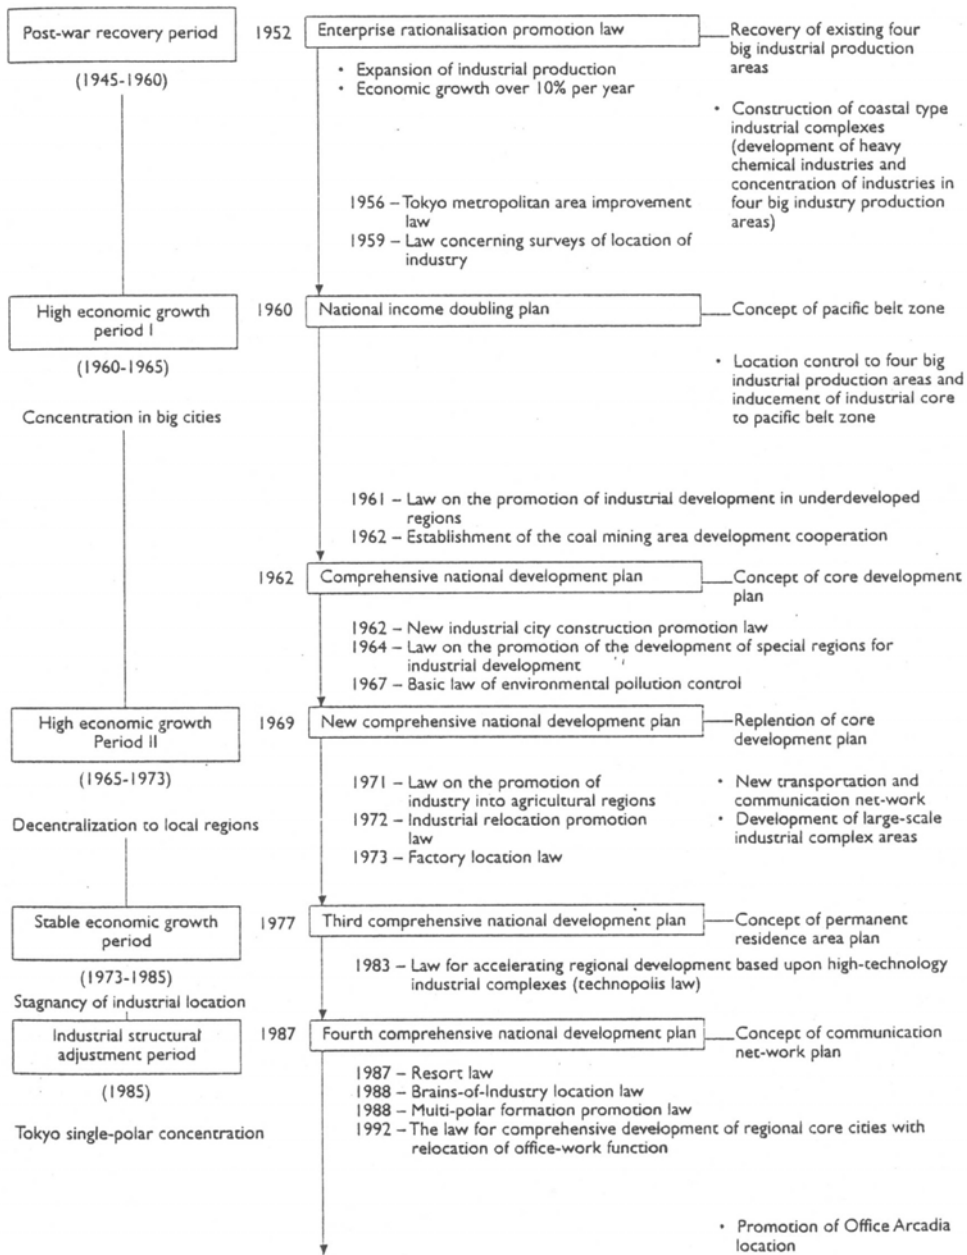 Post-war recovery period
(1945-1960)
1952
Enterprise rationalisation promotion law
Recovery of existing four
big industrial production
areas
• Expansion of industrial production
• Economic growth over 10% per year
• Construction of coastal type
industrial complexes
(development of heavy
chemical industries and
concentration of industries in
four big industry production
areas)
1956 – Tokyo metropolitan area improvement
law
1959 – Law concerning surveys of location of
industry
High economic growth
period I
(1960-1965)
Concentration in big cities
1960
National income doubling plan
Concept of pacific belt zone
• Location control to four big
industrial production areas and
inducement of industrial core
to pacific belt zone
1961 – Law on the promotion of industrial development in underdeveloped
regions
1962 – Establishment of the coal mining area development cooperation
1962
Comprehensive national development plan
Concept of core development
plan
1962 – New industrial city construction promotion law
1964 – Law on the promotion of the development of special regions for
industrial development
1967 – Basic law of environmental pollution control
High economic growth
Period II
(1965-1973)
Decentralization to local regions
1969
New comprehensive national development plan
Replention of core
development plan
1971 – Law on the promotion of
industry into agricultural regions
1972 – Industrial relocation promotion
law
1973 – Factory location law
• New transportation and
communication net-work
• Development of large-scale
industrial complex areas
Stable economic growth
period
(1973-1985)
Stagnancy of industrial location
1977
Third comprehensive national development plan
Concept of permanent
residence area plan
1983 – Law for accelerating regional development based upon high-technology
industrial complexes (technopolis law)
Industrial structural
adjustment period
(1985)
Tokyo single-polar concentration
1987
Fourth comprehensive national development plan
Concept of communication
net-work plan
1987 – Resort law
1988 – Brains-of-Industry location law
1988 – Multi-polar formation promotion law
1992 – The law for comprehensive development of regional core cities with
relocation of office-work function
• Promotion of Office Arcadia
location